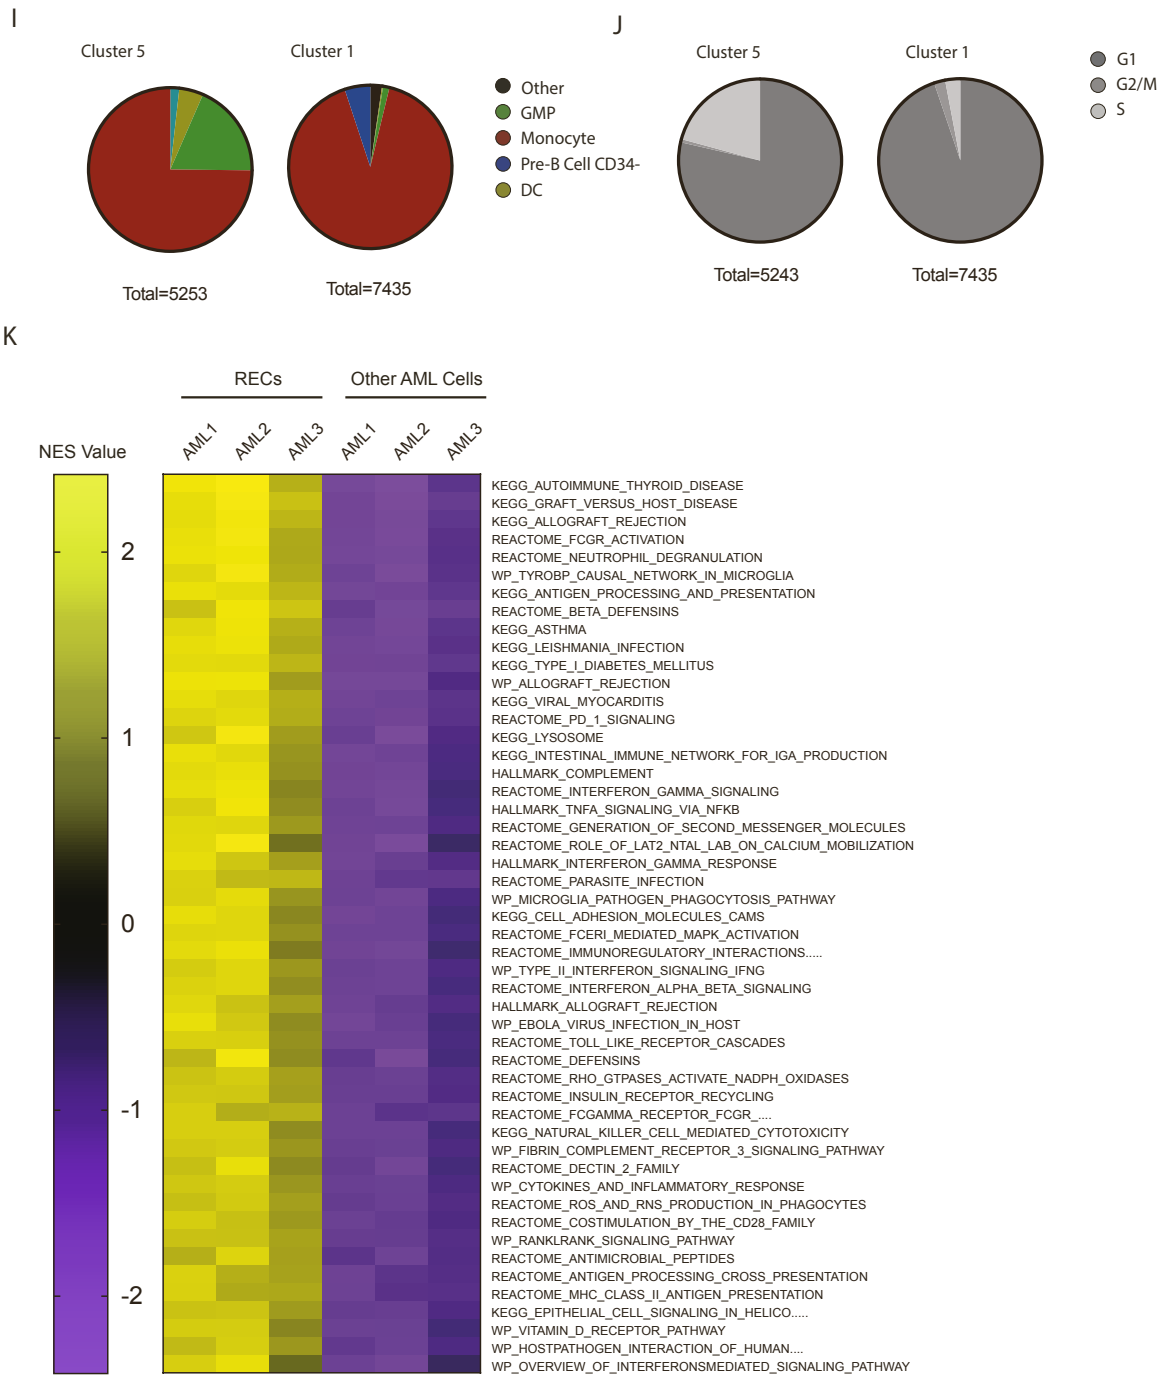 I
Cluster 5
Cluster 1
Other
GMP
Monocyte
Pre-B Cell CD34-
DC
Total=5253
Total=7435
J
Cluster 5
Cluster 1
G1
G2/M
S
Total=5243
Total=7435
K
RECs
Other AML Cells
AML1
AML2
AML3
AML1
AML2
AML3
NES Value
2
1
0
-1
-2
KEGG_AUTOIMMUNE_THYROID_DISEASE
KEGG_GRAFT_VERSUS_HOST_DISEASE
KEGG_ALLOGRAFT_REJECTION
REACTOME_FCGR_ACTIVATION
REACTOME_NEUTROPHIL_DEGRANULATION
WP_TYROBP_CAUSAL_NETWORK_IN_MICROGLIA
KEGG_ANTIGEN_PROCESSING_AND_PRESENTATION
REACTOME_BETA_DEFENSINS
KEGG_ASTHMA
KEGG_LEISHMANIA_INFECTION
KEGG_TYPE_I_DIABETES_MELLITUS
WP_ALLOGRAFT_REJECTION
KEGG_VIRAL_MYOCARDITIS
REACTOME_PD_1_SIGNALING
KEGG_LYSOSOME
KEGG_INTESTINAL_IMMUNE_NETWORK_FOR_IGA_PRODUCTION
HALLMARK_COMPLEMENT
REACTOME_INTERFERON_GAMMA_SIGNALING
HALLMARK_TNFA_SIGNALING_VIA_NFKB
REACTOME_GENERATION_OF_SECOND_MESSENGER_MOLECULES
REACTOME_ROLE_OF_LAT2_NTAL_LAB_ON_CALCIUM_MOBILIZATION
HALLMARK_INTERFERON_GAMMA_RESPONSE
REACTOME_PARASITE_INFECTION
WP_MICROGLIA_PATHOGEN_PHAGOCYTOSIS_PATHWAY
KEGG_CELL_ADHESION_MOLECULES_CAMS
REACTOME_FCERI_MEDIATED_MAPK_ACTIVATION
REACTOME_IMMUNOREGULATORY_INTERACTIONS.....
WP_TYPE_II_INTERFERON_SIGNALING_IFNG
REACTOME_INTERFERON_ALPHA_BETA_SIGNALING
HALLMARK_ALLOGRAFT_REJECTION
WP_EBOLA_VIRUS_INFECTION_IN_HOST
REACTOME_TOLL_LIKE_RECEPTOR_CASCADES
REACTOME_DEFENSINS
REACTOME_RHO_GTPASES_ACTIVATE_NADPH_OXIDASES
REACTOME_INSULIN_RECEPTOR_RECYCLING
REACTOME_FCGAMMA_RECEPTOR_FCGR_....
KEGG_NATURAL_KILLER_CELL_MEDIATED_CYTOTOXICITY
WP_FIBRIN_COMPLEMENT_RECEPTOR_3_SIGNALING_PATHWAY
REACTOME_DECTIN_2_FAMILY
WP_CYTOKINES_AND_INFLAMMATORY_RESPONSE
REACTOME_ROS_AND_RNS_PRODUCTION_IN_PHAGOCYTES
REACTOME_COSTIMULATION_BY_THE_CD28_FAMILY
WP_RANKLRANK_SIGNALING_PATHWAY
REACTOME_ANTIMICROBIAL_PEPTIDES
REACTOME_ANTIGEN_PROCESSING_CROSS_PRESENTATION
REACTOME_MHC_CLASS_II_ANTIGEN_PRESENTATION
KEGG_EPITHELIAL_CELL_SIGNALING_IN_HELICO.....
WP_VITAMIN_D_RECEPTOR_PATHWAY
WP_HOSTPATHOGEN_INTERACTION_OF_HUMAN....
WP_OVERVIEW_OF_INTERFERONSMEDIATED_SIGNALING_PATHWAY